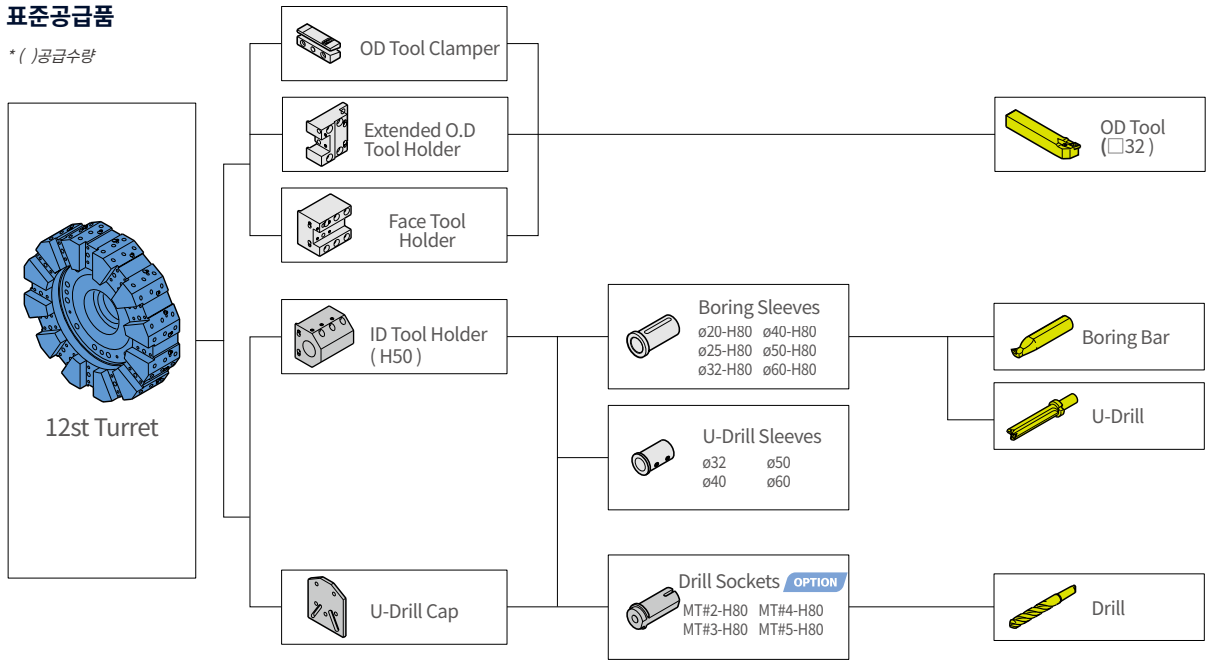 표준공급품
* ( )공급수량
12st Turret
OD Tool Clamper
Extended O.D
Tool Holder
Face Tool
Holder
OD Tool
(□32 )
ID Tool Holder
( H50 )
Boring Sleeves
ø20-H80 ø40-H80
ø25-H80 ø50-H80
ø32-H80 ø60-H80
Boring Bar
U-Drill
U-Drill Sleeves
ø32 ø50
ø40 ø60
U-Drill Cap
Drill Sockets OPTION
MT#2-H80 MT#4-H80
MT#3-H80 MT#5-H80
Drill